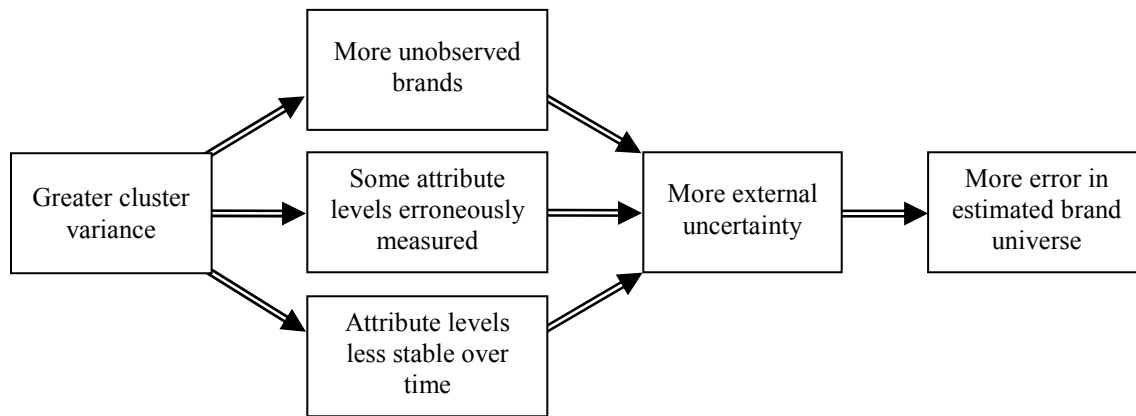 More unobserved
brands
Greater cluster
variance
Some attribute
levels erroneously
measured
Attribute levels
less stable over
time
More external
uncertainty
More error in
estimated brand
universe